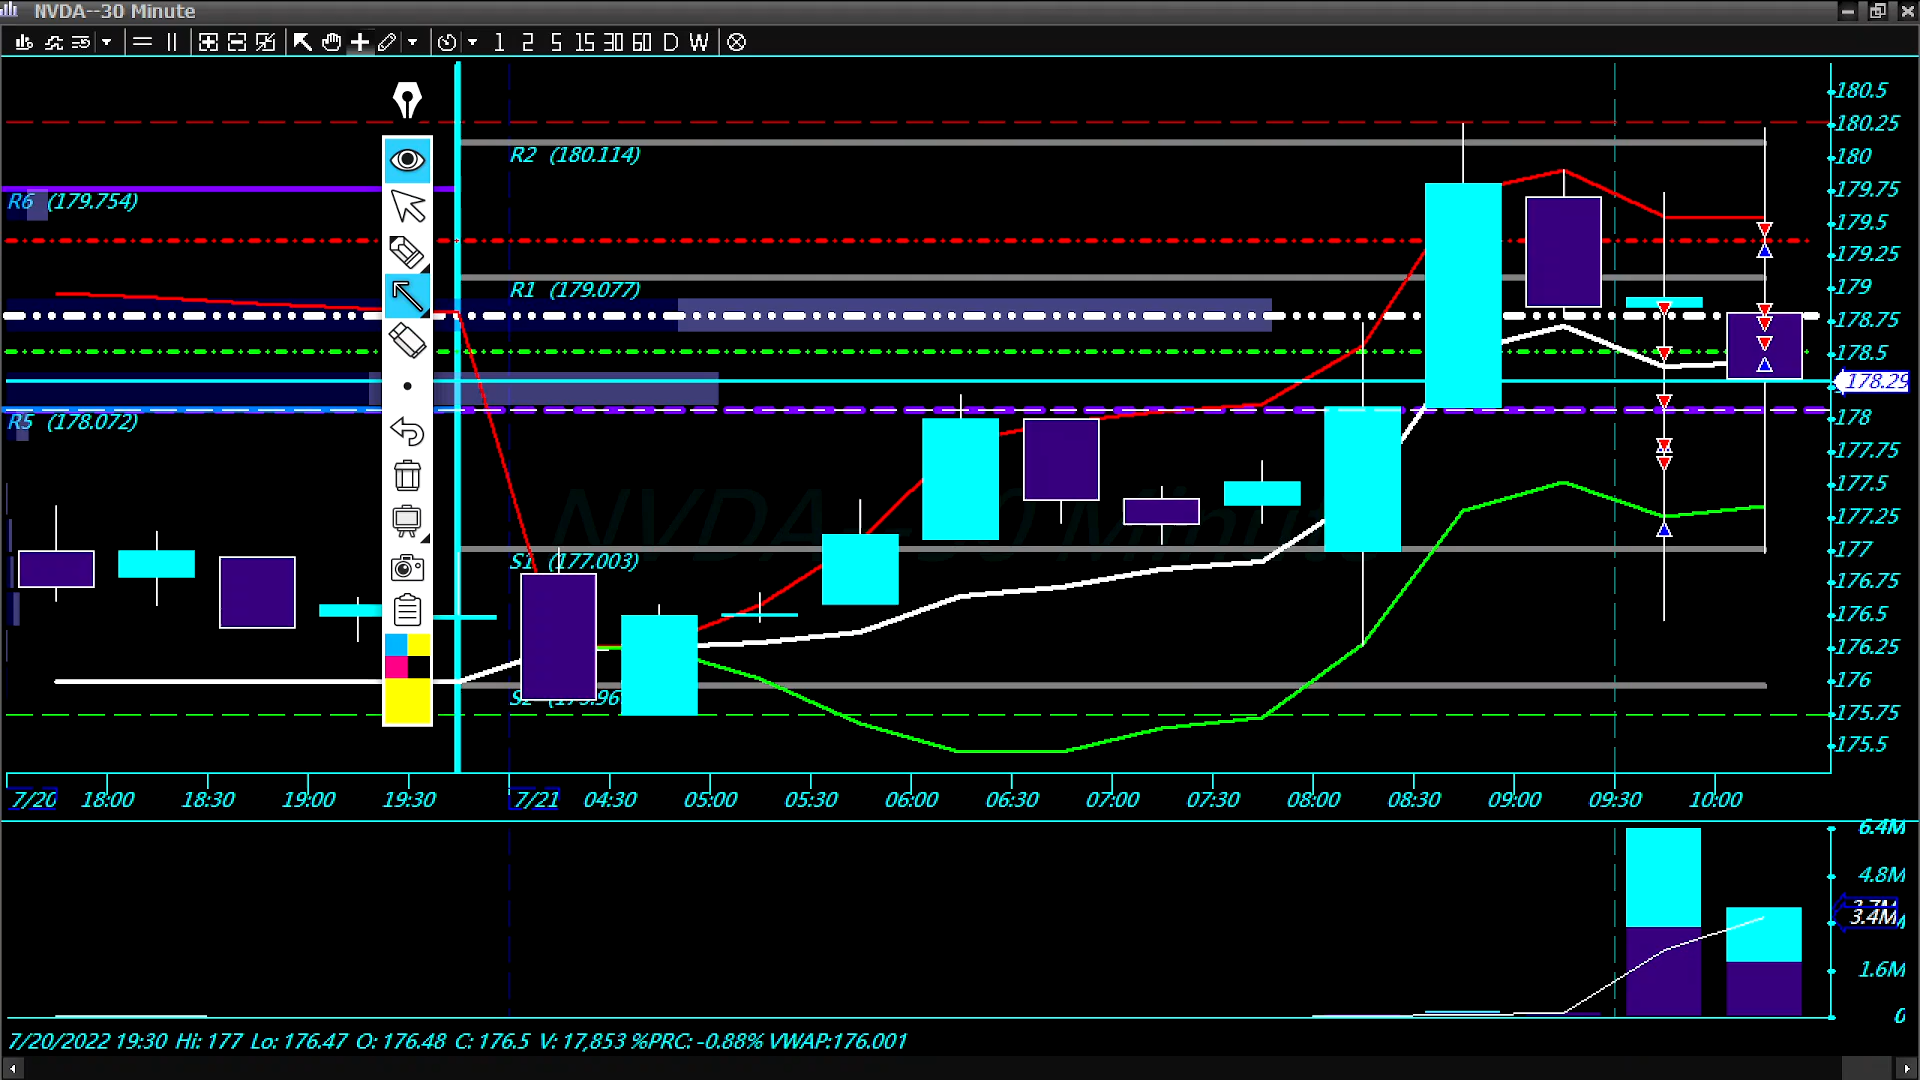 NVDA--30 Minute
1 2 5 15 30 60 D W
R2 (180.114)
R6 (179.754)
R1 (179.077)
R5 (178.072)
S1 (177.003)
NVDA--30 Minute
180.5
180.25
180
179.75
179.5
179.25
179
178.75
178.5
178.29
178
177.75
177.5
177.25
177
176.75
176.5
176.25
176
175.75
175.5
7/20 18:00 18:30 19:00 19:30 7/21 04:30 05:00 05:30 06:00 06:30 07:00 07:30 08:00 08:30 09:00 09:30 10:00
6.4M
4.8M
3.4M
1.6M
0
7/20/2022 19:30 Hi: 177 Lo: 176.47 O: 176.48 C: 176.5 V: 17,853 %PRC: -0.88% VWAP:176.001